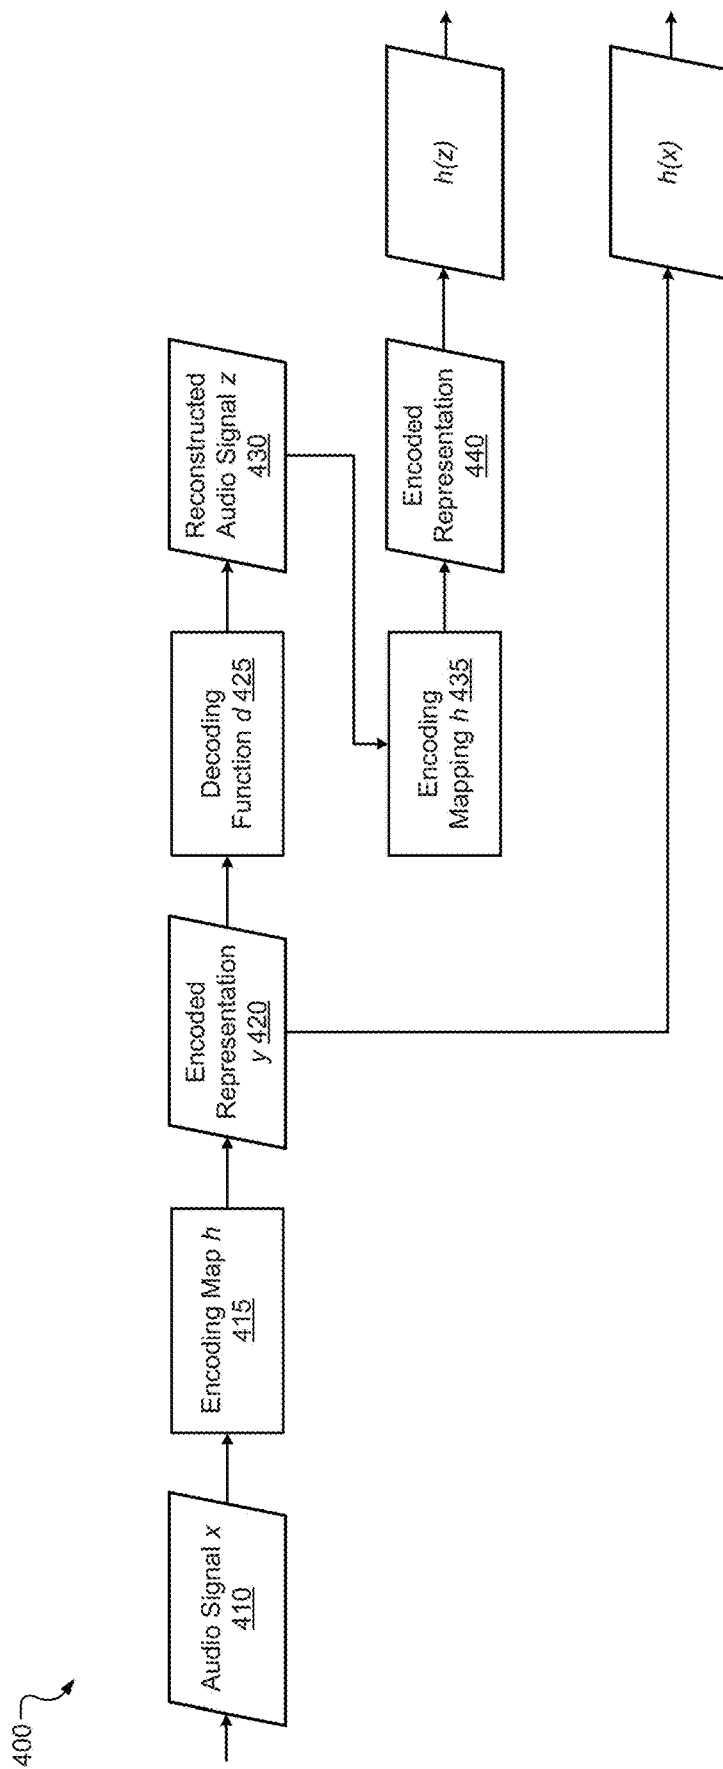 400
Audio Signal x
410
Encoding Map h
415
Encoded
Representation
y 420
Decoding
Function d 425
Reconstructed
Audio Signal z
430
Encoding
Mapping h 435
Encoded
Representation
440
h(z)
h(x)